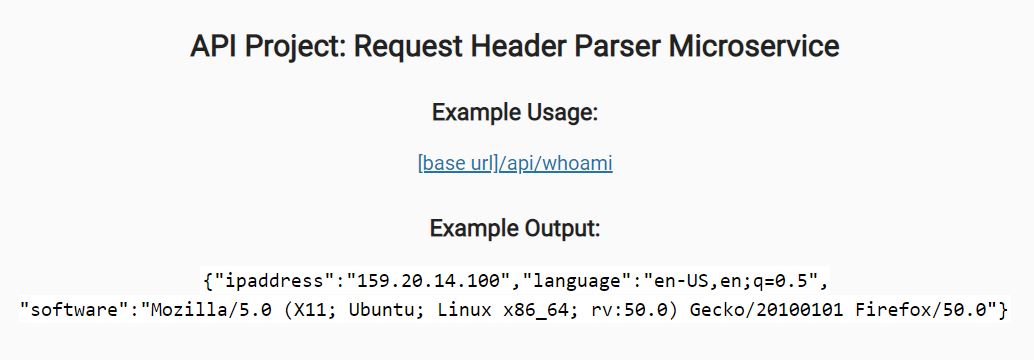 API Project: Request Header Parser Microservice
Example Usage:
[base url]/api/whoami
Example Output:
{"ipaddress":"159.20.14.100","language":"en-US,en;q=0.5",
"software":"Mozilla/5.0 (X11; Ubuntu; Linux x86_64; rv:50.0) Gecko/20100101 Firefox/50.0"}